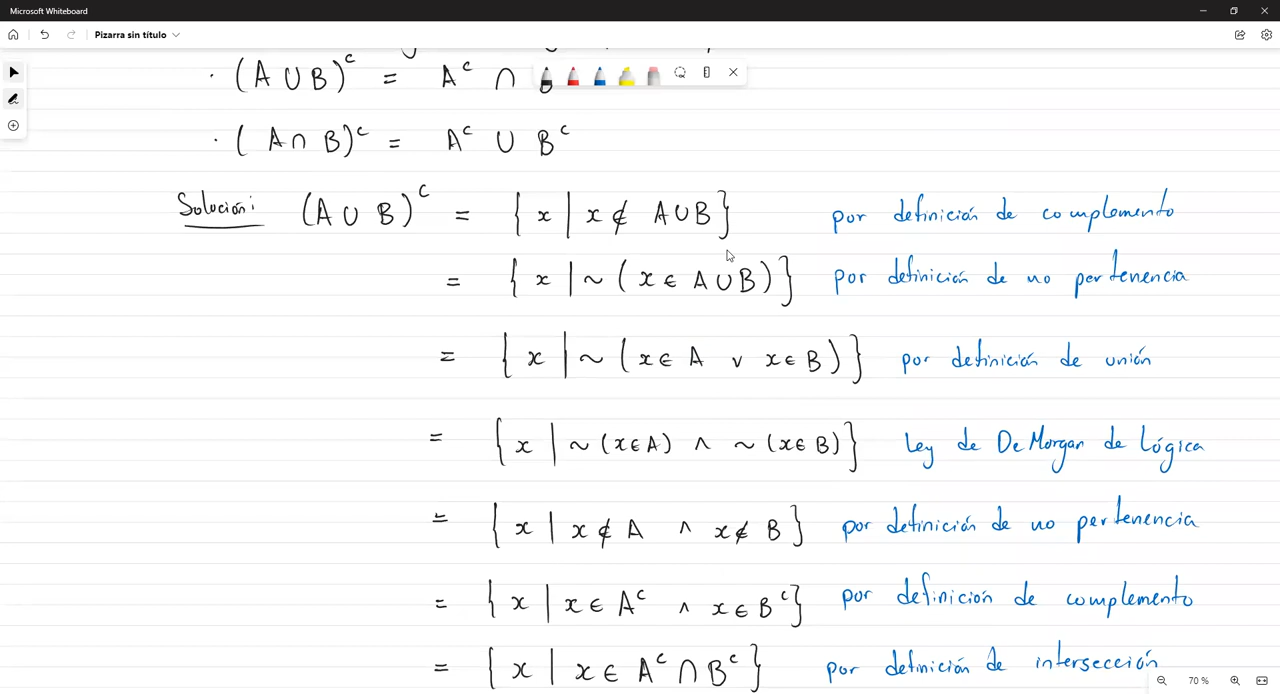 Microsoft Whiteboard
Pizarra sin título
· (A ∪ B)ᶜ = Aᶜ ∩ B
· (A ∩ B)ᶜ = Aᶜ ∪ Bᶜ
Solución: (A ∪ B)ᶜ = { x | x ∉ A∪B } por definición de complemento
= { x | ~ ( x ∈ A ∪ B ) } por definición de no pertenencia
= { x | ~ ( x ∈ A ∨ x ∈ B ) } por definición de unión
= { x | ~ (x ∈ A) ∧ ~ (x ∈ B) } Ley de De Morgan de Lógica
= { x | x ∉ A ∧ x ∉ B } por definición de no pertenencia
= { x | x ∈ Aᶜ ∧ x ∈ Bᶜ } por definición de complemento
= { x | x ∈ Aᶜ ∩ Bᶜ } por definición de intersección
70 %